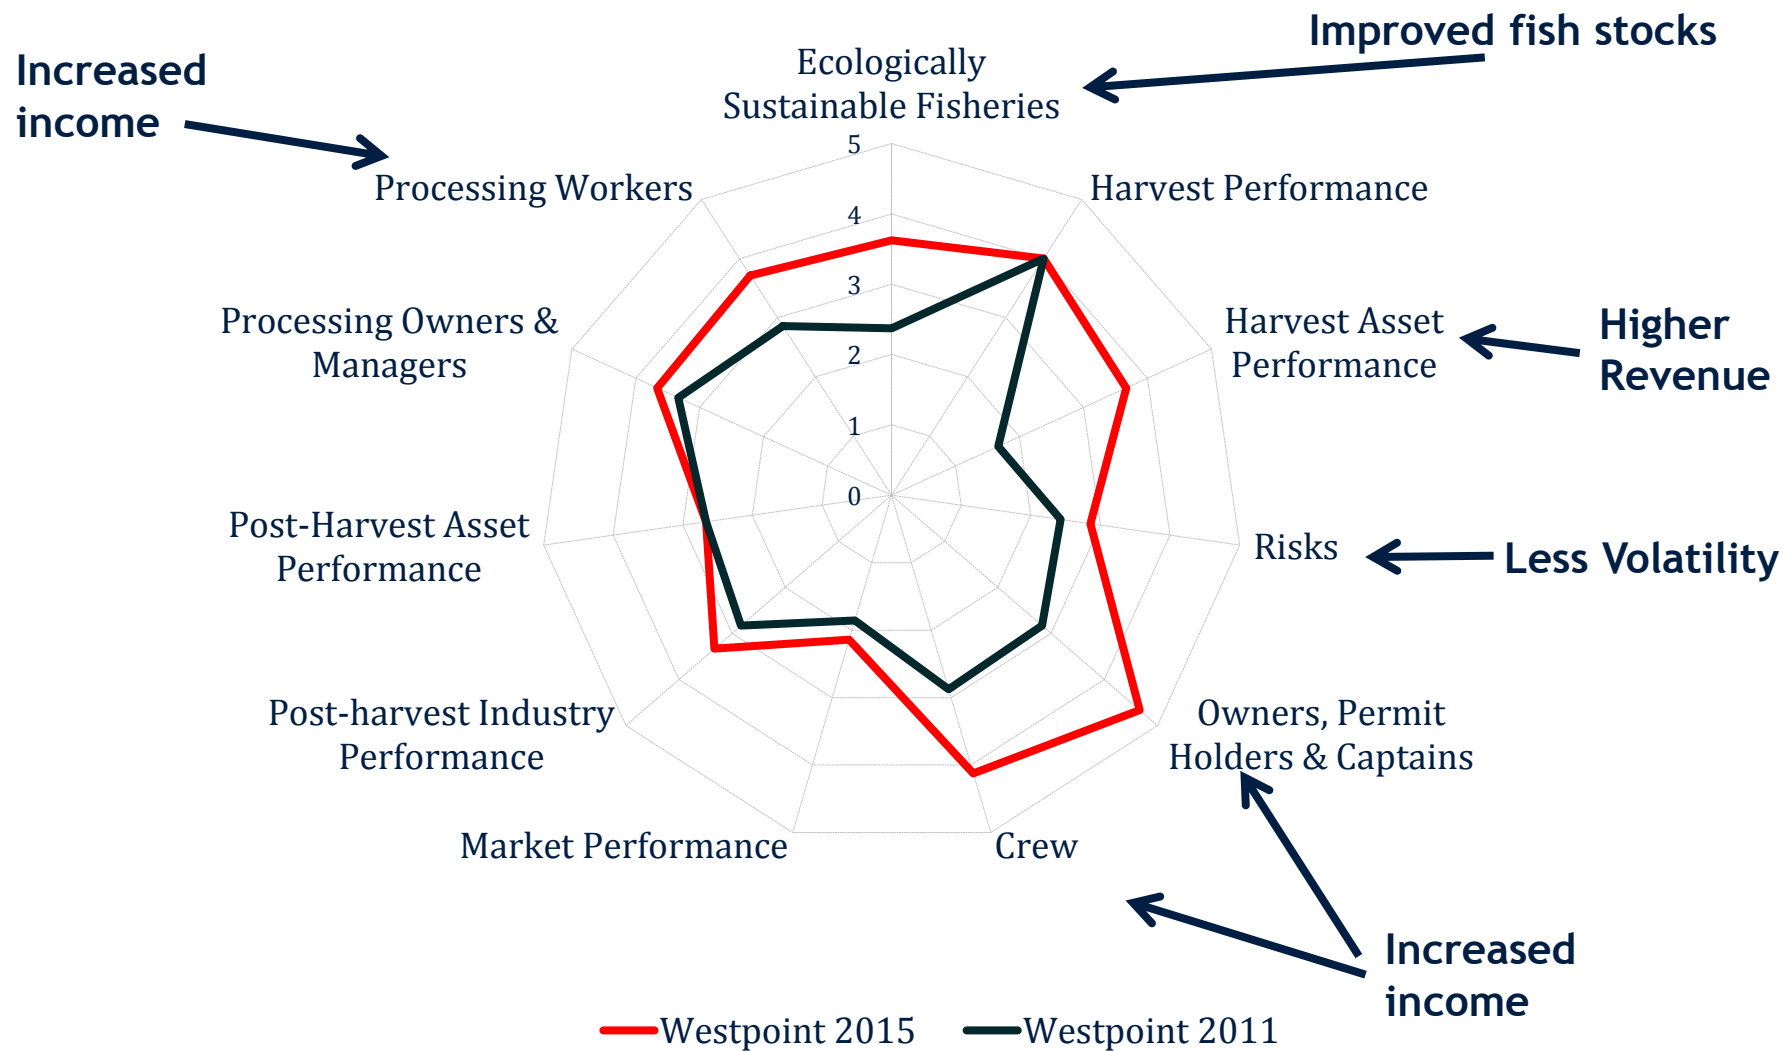 Improved fish stocks
Increased
income
Ecologically
Sustainable Fisheries
Processing Workers
Harvest Performance
5
4
3
2
1
0
Processing Owners &
Managers
Harvest Asset
Performance
Higher
Revenue
Post-Harvest Asset
Performance
Risks
Less Volatility
Post-harvest Industry
Performance
Owners, Permit
Holders & Captains
Market Performance
Crew
Increased
income
Westpoint 2015
Westpoint 2011